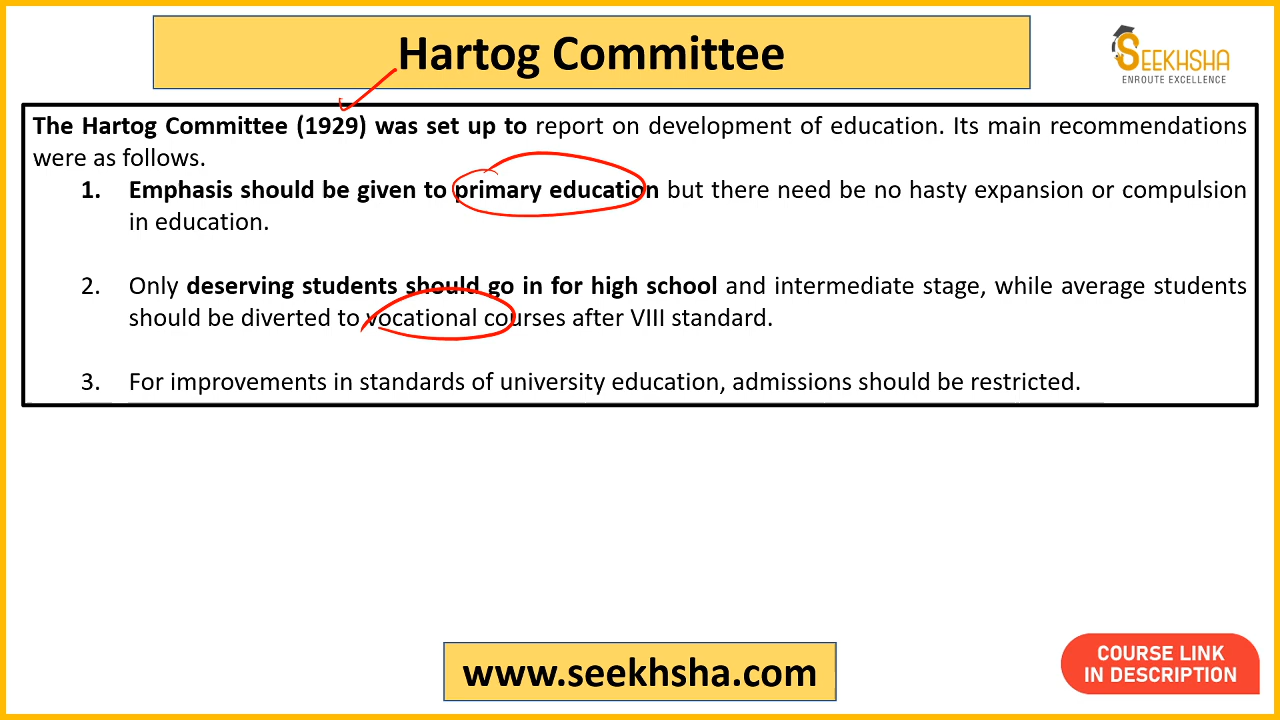 Hartog Committee
SEEKHSHA
ENROUTE EXCELLENCE
The Hartog Committee (1929) was set up to report on development of education. Its main recommendations
were as follows.
1. Emphasis should be given to primary education but there need be no hasty expansion or compulsion
in education.
2. Only deserving students should go in for high school and intermediate stage, while average students
should be diverted to vocational courses after VIII standard.
3. For improvements in standards of university education, admissions should be restricted.
www.seekhsha.com
COURSE LINK
IN DESCRIPTION